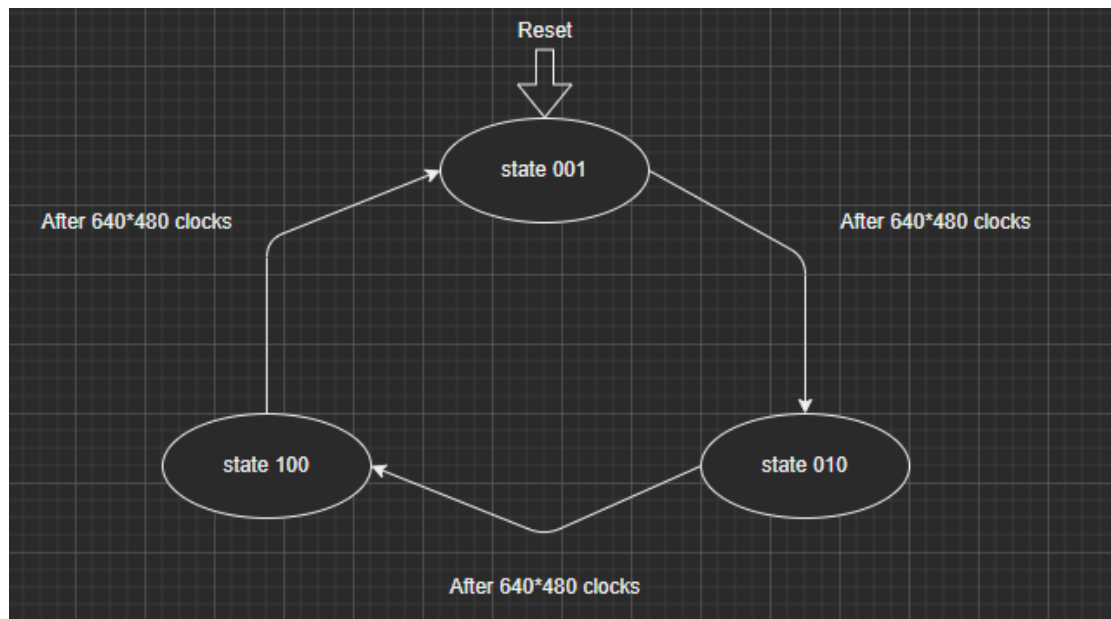 Reset
state 001
After 640*480 clocks
After 640*480 clocks
state 100
state 010
After 640*480 clocks